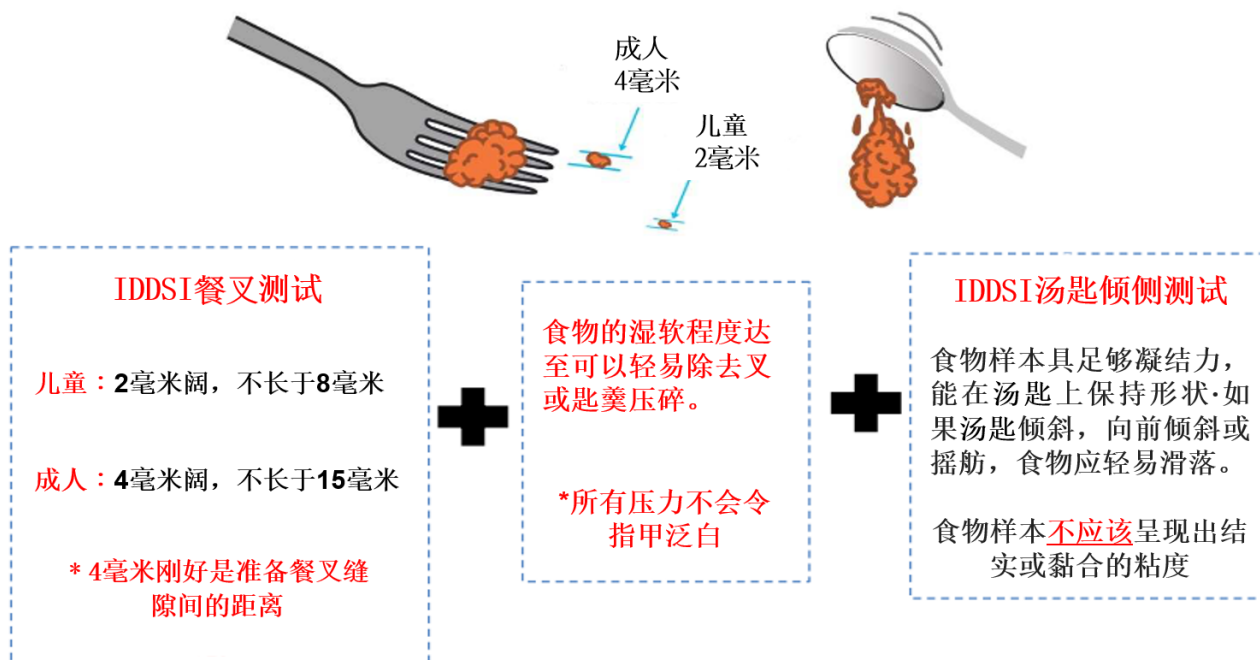 成人
4毫米
儿童
2毫米
IDDSI餐叉测试
儿童：2毫米阔，不长于8毫米
成人：4毫米阔，不长于15毫米
* 4毫米刚好是准备餐叉缝
隙间的距离
食物的湿软程度达
至可以轻易除去叉
或匙羹压碎。
*所有压力不会令
指甲泛白
IDDSI汤匙倾侧测试
食物样本具足够凝结力，
能在汤匙上保持形状·如
果汤匙倾斜，向前倾斜或
摇舫，食物应轻易滑落。
食物样本不应该呈现出结
实或黏合的粘度